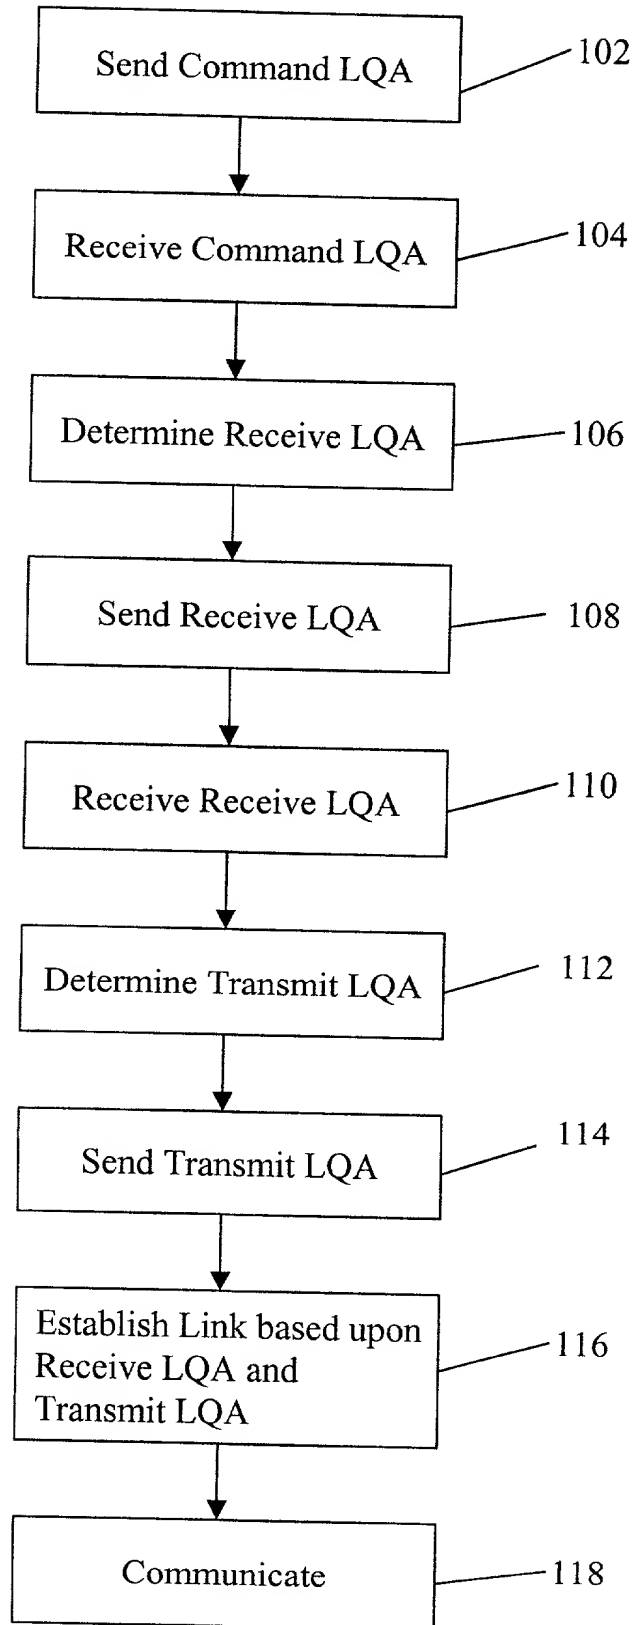 Send Command LQA
102
Receive Command LQA
104
Determine Receive LQA
106
Send Receive LQA
108
Receive Receive LQA
110
Determine Transmit LQA
112
Send Transmit LQA
114
Establish Link based upon
Receive LQA and
Transmit LQA
116
Communicate
118